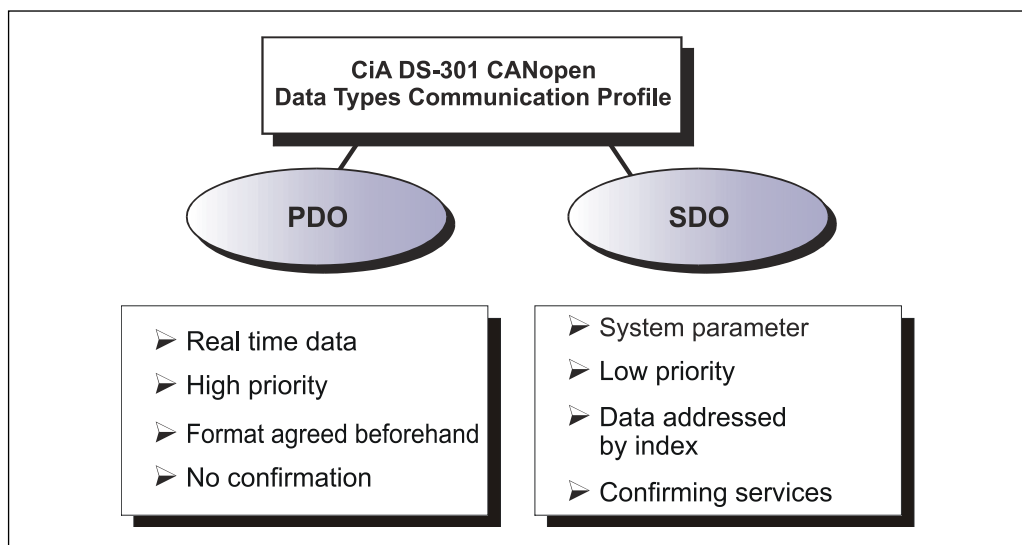 CiA DS-301 CANopen
Data Types Communication Profile
PDO
SDO
Real time data
High priority
Format agreed beforehand
No confirmation
System parameter
Low priority
Data addressed
by index
Confirming services